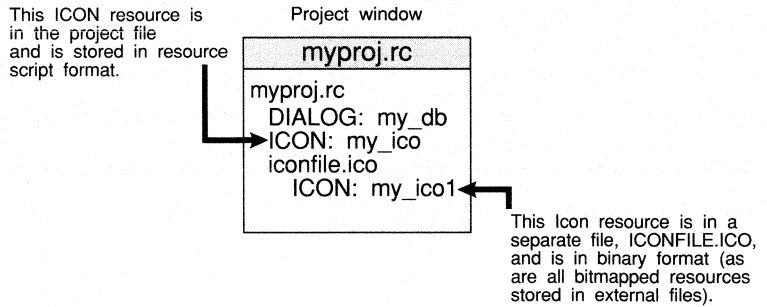 This ICON resource is
in the project file
and is stored in resource
script format.
Project window
myproj.rc
myproj.rc
DIALOG: my_db
ICON: my_ico
iconfile.ico
ICON: my_ico1
This Icon resource is in a
separate file, ICONFILE.ICO,
and is in binary format (as
are all bitmapped resources
stored in external files).